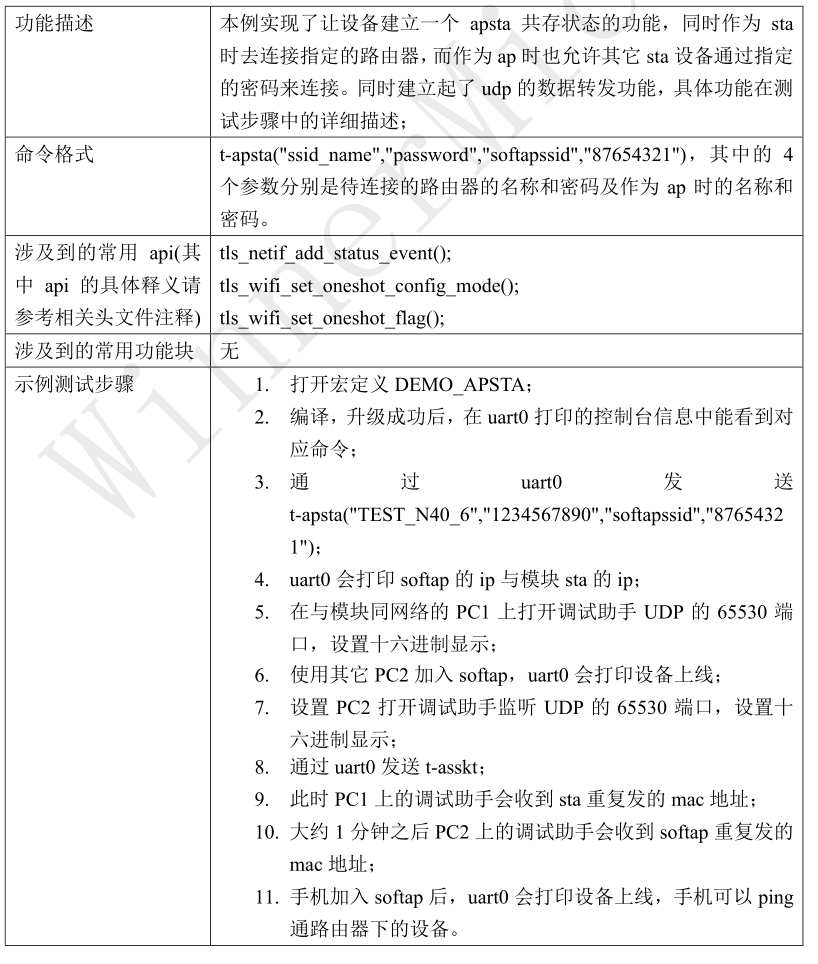 功能描述
本例实现了让设备建立一个 apsta 共存状态的功能，同时作为 sta
时去连接指定的路由器，而作为 ap 时也允许其它 sta 设备通过指定
的密码来连接。同时建立起了 udp 的数据转发功能，具体功能在测
试步骤中的详细描述；
命令格式
t-apsta("ssid_name","password","softapssid","87654321")，其中的 4
个参数分别是待连接的路由器的名称和密码及作为 ap 时的名称和
密码。
涉及到的常用 api(其
中 api 的具体释义请
参考相关头文件注释)
tls_netif_add_status_event();
tls_wifi_set_oneshot_config_mode();
tls_wifi_set_oneshot_flag();
涉及到的常用功能块
无
示例测试步骤
1. 打开宏定义 DEMO_APSTA；
2. 编译，升级成功后，在 uart0 打印的控制台信息中能看到对
应命令；
3. 通过 uart0 发送
t-apsta("TEST_N40_6","1234567890","softapssid","8765432
1")；
4. uart0 会打印 softap 的 ip 与模块 sta 的 ip；
5. 在与模块同网络的 PC1 上打开调试助手 UDP 的 65530 端
口，设置十六进制显示；
6. 使用其它 PC2 加入 softap，uart0 会打印设备上线；
7. 设置 PC2 打开调试助手监听 UDP 的 65530 端口，设置十
六进制显示；
8. 通过 uart0 发送 t-asskt；
9. 此时 PC1 上的调试助手会收到 sta 重复发的 mac 地址；
10. 大约 1 分钟之后 PC2 上的调试助手会收到 softap 重复发的
mac 地址；
11. 手机加入 softap 后，uart0 会打印设备上线，手机可以 ping
通路由器下的设备。
WinnerMic